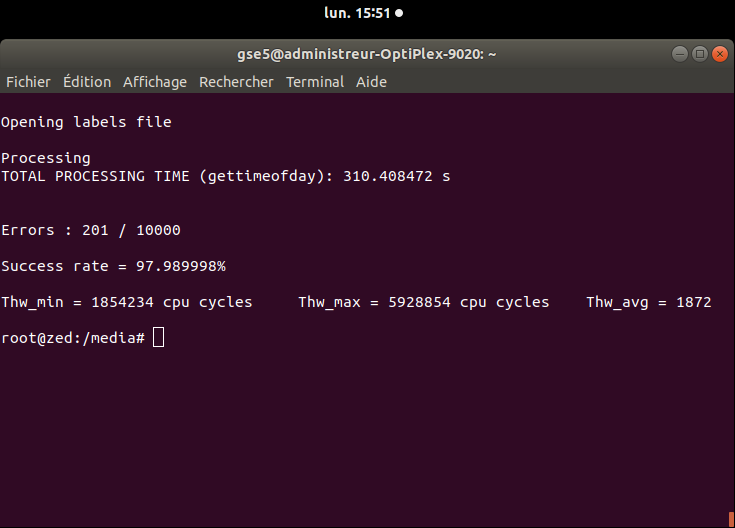 lun. 15:51
gse5@administreur-OptiPlex-9020: ~
Fichier Édition Affichage Rechercher Terminal Aide
Opening labels file
Processing
TOTAL PROCESSING TIME (gettimeofday): 310.408472 s
Errors : 201 / 10000
Success rate = 97.989998%
Thw_min = 1854234 cpu cycles Thw_max = 5928854 cpu cycles Thw_avg = 1872
root@zed:/media#